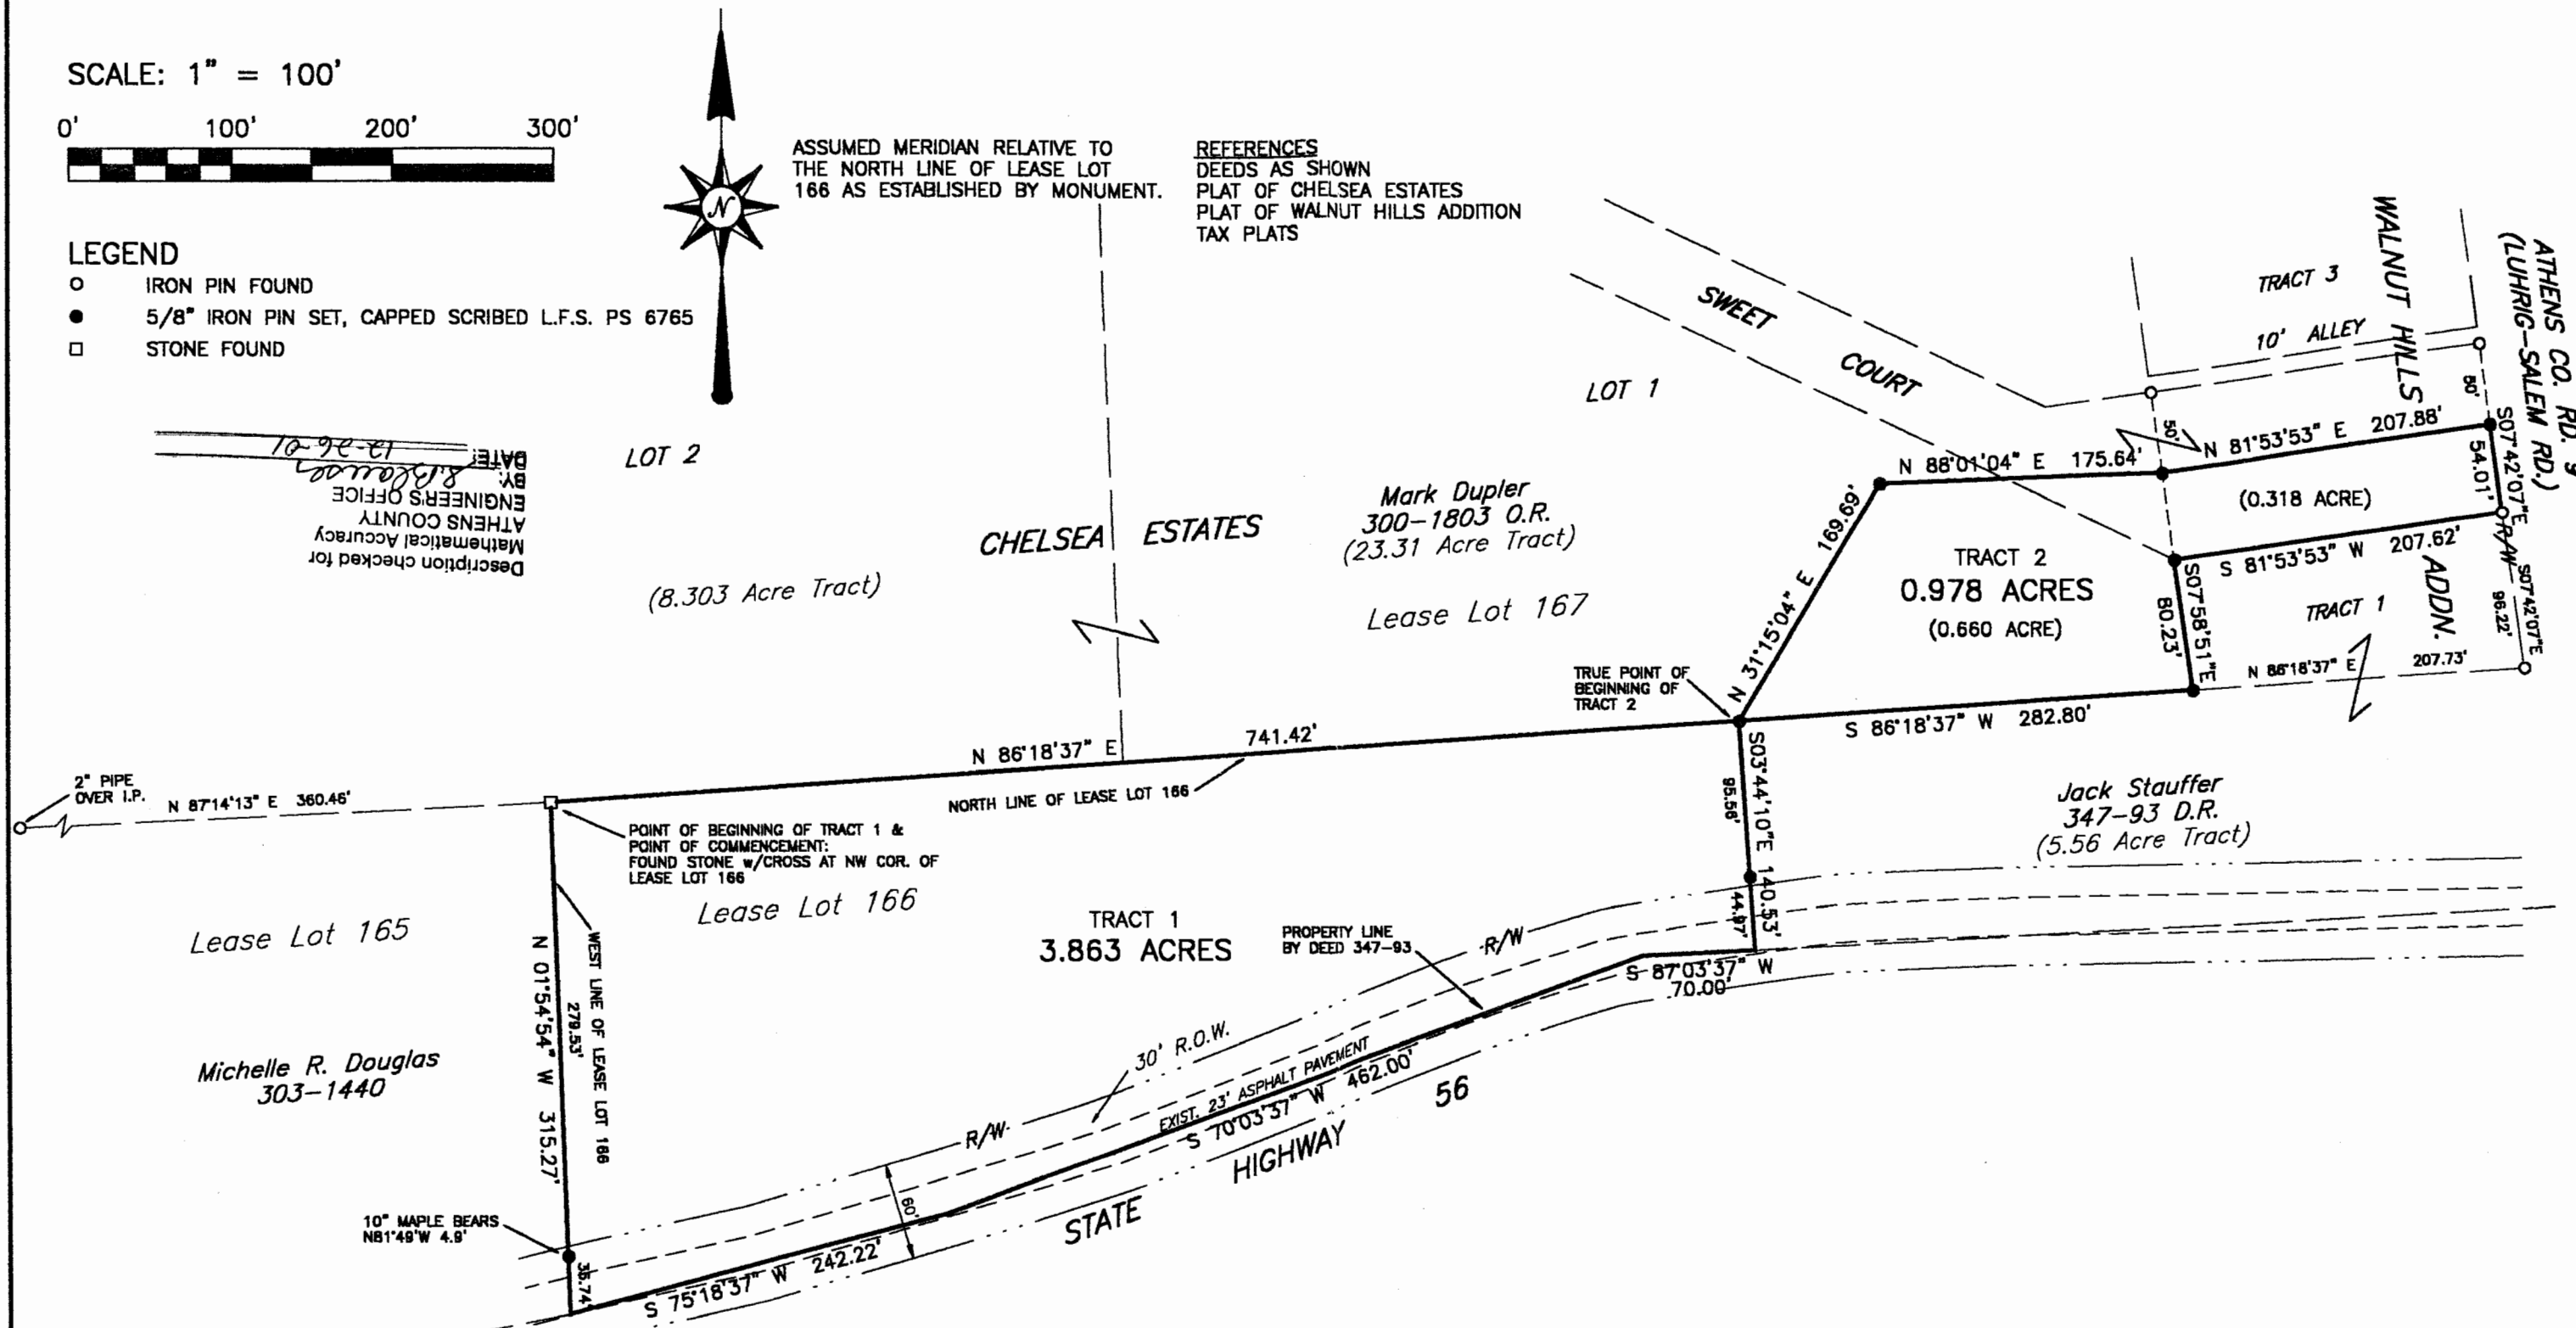 SCALE: 1" = 100'
0' 100' 200' 300'
LEGEND
IRON PIN FOUND
5/8" IRON PIN SET, CAPPED SCRIBED L.F.S. PS 6765
STONE FOUND
N
ASSUMED MERIDIAN RELATIVE TO
THE NORTH LINE OF LEASE LOT
166 AS ESTABLISHED BY MONUMENT.
REFERENCES
DEEDS AS SHOWN
PLAT OF CHELSEA ESTATES
PLAT OF WALNUT HILLS ADDITION
TAX PLATS
Description checked for
Mathematical Accuracy
ATHENS COUNTY
ENGINEER'S OFFICE
BY:
DATE: 12-26-01
LOT 2
LOT 1
CHELSEA ESTATES
(8.303 Acre Tract)
Mark Dupler
300-1803 O.R.
(23.31 Acre Tract)
Lease Lot 167
SWEET COURT
WALNUT HILLS ADDN.
ATHENS CO. RD. 9
(LUHRIG-SALEM RD.)
TRACT 3
10' ALLEY
50'
50'
N 88°01'04" E 175.64'
N 81°53'53" E 207.88'
S07°42'07"E
54.01'
(0.318 ACRE)
S 81°53'53" W 207.62'
R/W
S07°42'07"E
96.22'
N 31°15'04" E 169.69'
TRACT 2
0.978 ACRES
(0.660 ACRE)
S07°58'51"E
80.23'
TRACT 1
N 86°18'37" E 207.73'
TRUE POINT OF
BEGINNING OF
TRACT 2
S 86°18'37" W 282.80'
N 86°18'37" E 741.42'
NORTH LINE OF LEASE LOT 166
2" PIPE
OVER I.P.
N 87°14'13" E 360.46'
POINT OF BEGINNING OF TRACT 1 &
POINT OF COMMENCEMENT:
FOUND STONE w/CROSS AT NW COR. OF
LEASE LOT 166
S03°44'10"E 140.53'
95.56'
44.97'
Jack Stauffer
347-93 D.R.
(5.56 Acre Tract)
Lease Lot 165
Lease Lot 166
TRACT 1
3.863 ACRES
PROPERTY LINE
BY DEED 347-93
R/W
S 87°03'37" W
70.00'
WEST LINE OF LEASE LOT 166
N 01°54'54" W 315.27'
279.53'
Michelle R. Douglas
303-1440
30' R.O.W.
EXIST. 23' ASPHALT PAVEMENT
S 70°03'37" W 462.00'
R/W
STATE HIGHWAY 56
60'
10" MAPLE BEARS
N81°49'W 4.9'
35.74'
S 75°18'37" W 242.22'